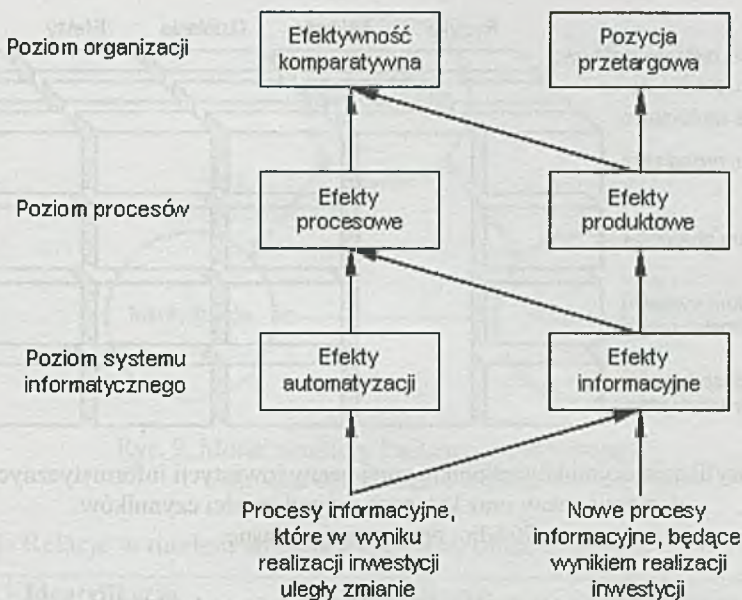 Poziom organizacji
Efektywność
komparatywna
Pozycja
przetargowa
Poziom procesów
Efekty
procesowe
Efekty
produktowe
Poziom systemu
informatycznego
Efekty
automatyzacji
Efekty
informacyjne
Procesy informacyjne,
które w wyniku
realizacji inwestycji
uległy zmianie
Nowe procesy
informacyjne, będące
wynikiem realizacji
inwestycji